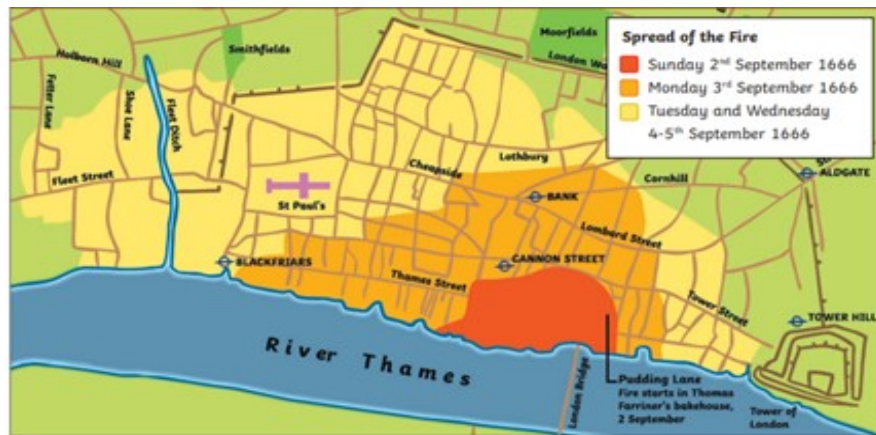 Spread of the Fire
Sunday 2nd September 1666
Monday 3rd September 1666
Tuesday and Wednesday
4-5th September 1666
Moorfields
London Wa
Smithfields
Holborn Hill
Fetter Lane
Shoe Lane
Fleet Ditch
Fleet Street
St Paul's
Cheapside
Lothbury
Cornhill
St
ALDGATE
BANK
Lombard Street
CANNON STREET
BLACKFRIARS
Thames Street
Tower Street
TOWER HILL
River Thames
London Bridge
Pudding Lane
Fire starts in Thomas
Farriner's bakehouse,
2 September
Tower of
London